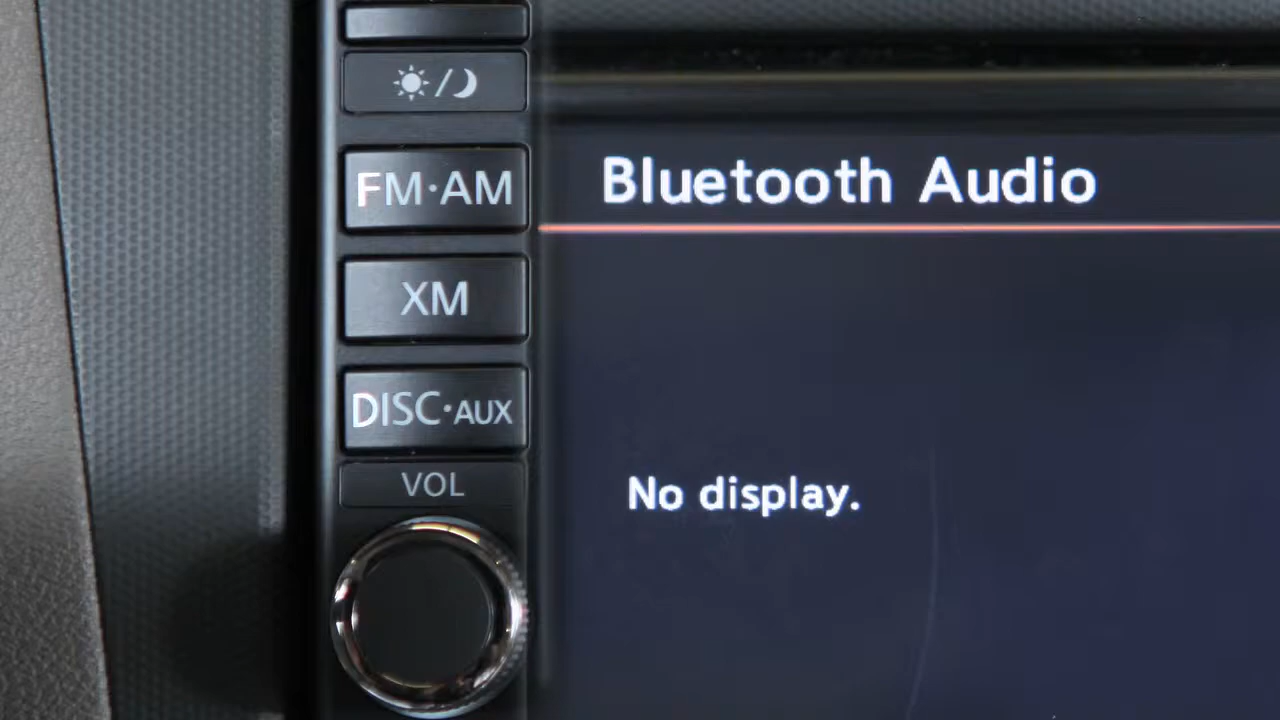 FM·AM
XM
DISC·AUX
VOL
Bluetooth Audio
No display.